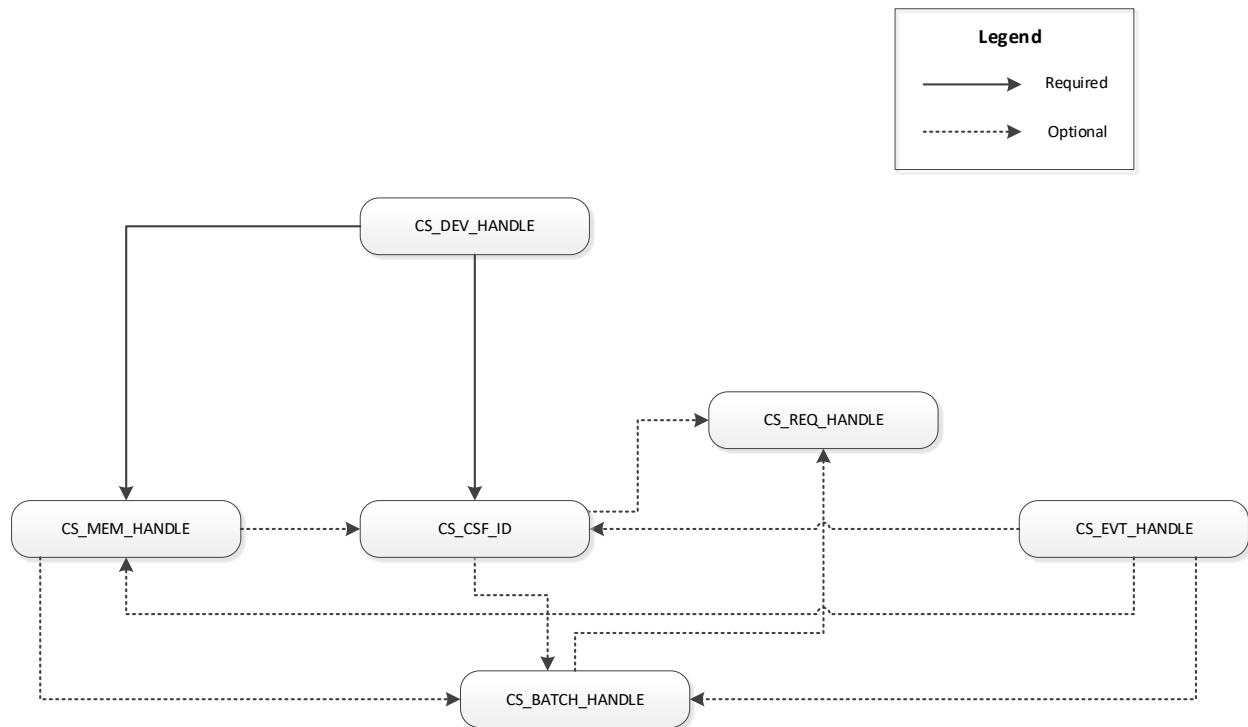 Legend
Required
Optional
CS_DEV_HANDLE
CS_REQ_HANDLE
CS_MEM_HANDLE
CS_CSF_ID
CS_EVT_HANDLE
CS_BATCH_HANDLE